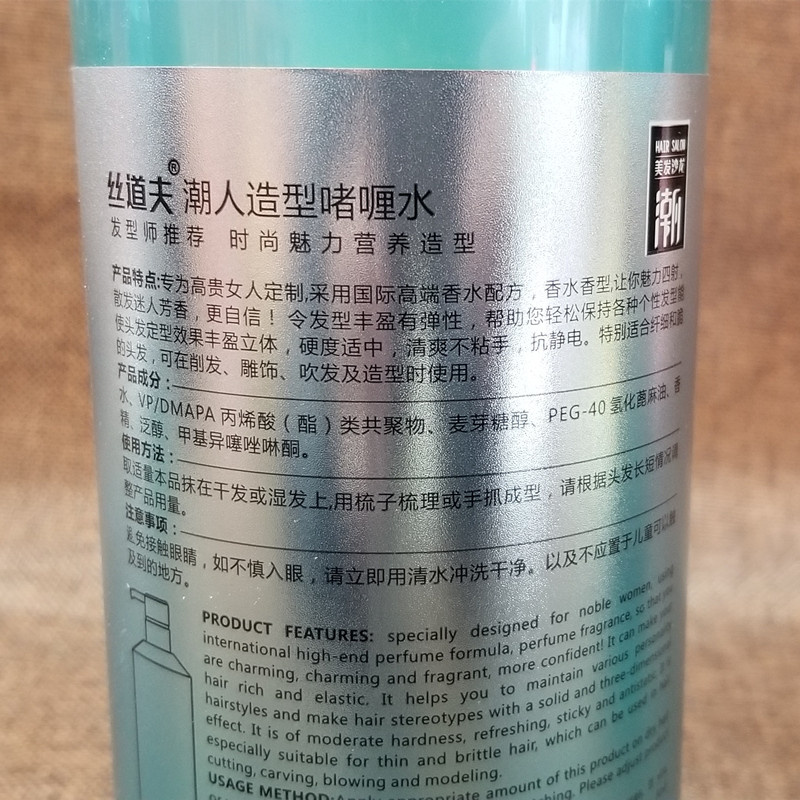 丝道夫® 潮人造型啫喱水
发型师推荐 时尚魅力营养造型
HAIR SALON
美发沙龙
潮
产品特点:专为高贵女人定制,采用国际高端香水配方，香水香型,让你魅力四射，
散发迷人芳香，更自信！令发型丰盈有弹性，帮助您轻松保持各种个性发型能
使头发定型效果丰盈立体，硬度适中，清爽不粘手，抗静电。特别适合纤细和脆
的头发，可在削发、雕饰、吹发及造型时使用。
产品成分：
水、VP/DMAPA 丙烯酸（酯）类共聚物、麦芽糖醇、PEG-40 氢化蓖麻油、香
精、泛醇、甲基异噻唑啉酮。
使用方法：
取适量本品抹在干发或湿发上,用梳子梳理或手抓成型，请根据头发长短情况调
整产品用量。
注意事项：
避免接触眼睛，如不慎入眼，请立即用清水冲洗干净。以及不应置于儿童可以触
及到的地方。
PRODUCT FEATURES: specially designed for noble women, using
international high-end perfume formula, perfume fragrance, so that you
are charming, charming and fragrant, more confident! It can make your
hair rich and elastic. It helps you to maintain various personality
hairstyles and make hair stereotypes with a solid and three-dimensional
effect. It is of moderate hardness, refreshing, sticky and antistatic. It is
especially suitable for thin and brittle hair, which can be used in hair
cutting, carving, blowing and modeling.
USAGE METHOD: Apply appropriate amount of this product on dry hair
Please adjust product